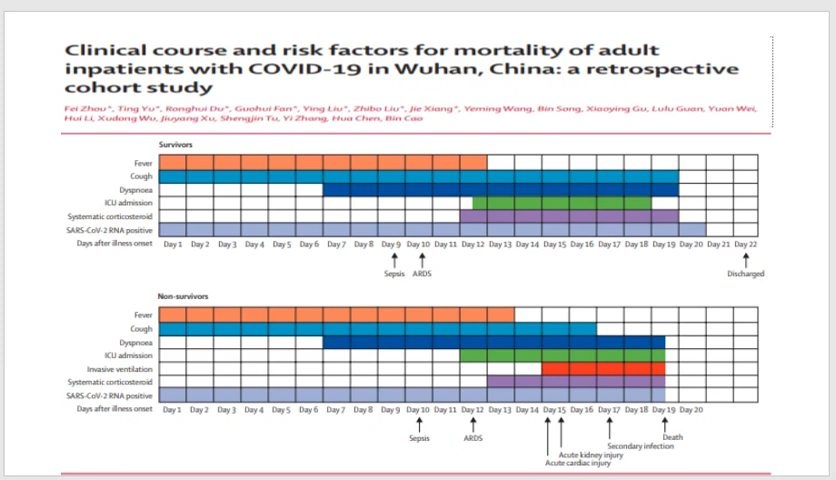 Clinical course and risk factors for mortality of adult
inpatients with COVID-19 in Wuhan, China: a retrospective
cohort study
Fei Zhou*, Ting Yu*, Ronghui Du*, Guohui Fan*, Ying Liu*, Zhibo Liu*, Jie Xiang*, Yeming Wang, Bin Song, Xiaoying Gu, Lulu Guan, Yuan Wei,
Hui Li, Xudong Wu, Jiuyang Xu, Shengjin Tu, Yi Zhang, Hua Chen, Bin Cao
Survivors
Fever
Cough
Dyspnoea
ICU admission
Systematic corticosteroid
SARS-CoV-2 RNA positive
Days after illness onset Day 1 Day 2 Day 3 Day 4 Day 5 Day 6 Day 7 Day 8 Day 9 Day 10 Day 11 Day 12 Day 13 Day 14 Day 15 Day 16 Day 17 Day 18 Day 19 Day 20 Day 21 Day 22
Sepsis ARDS Discharged
Non-survivors
Fever
Cough
Dyspnoea
ICU admission
Invasive ventilation
Systematic corticosteroid
SARS-CoV-2 RNA positive
Days after illness onset Day 1 Day 2 Day 3 Day 4 Day 5 Day 6 Day 7 Day 8 Day 9 Day 10 Day 11 Day 12 Day 13 Day 14 Day 15 Day 16 Day 17 Day 18 Day 19 Day 20
Sepsis ARDS Death
Secondary infection
Acute kidney injury
Acute cardiac injury